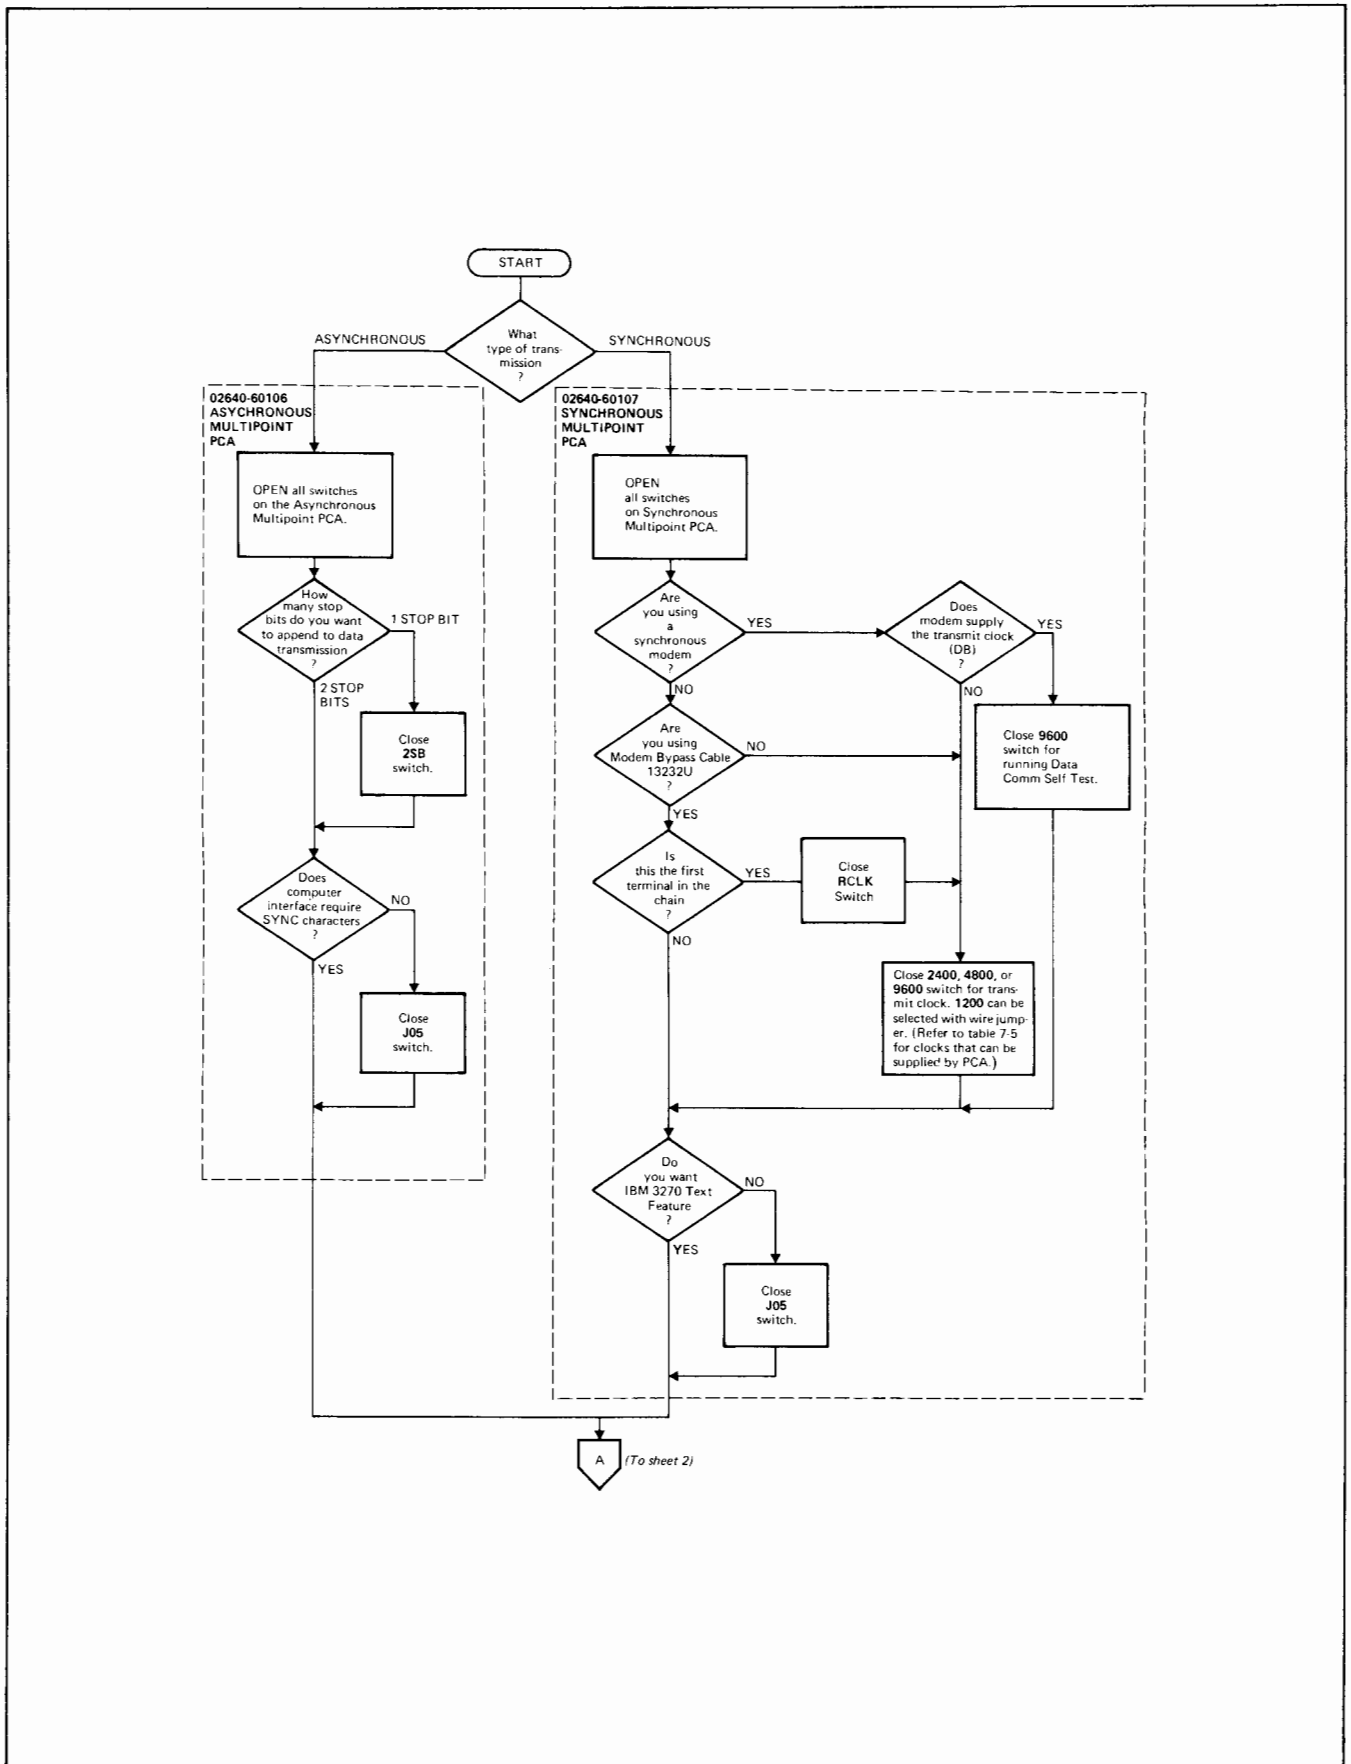 START
What
type of trans-
mission
?
ASYNCHRONOUS
SYNCHRONOUS
02640-60106
ASYCHRONOUS
MULTIPOINT
PCA
OPEN all switches
on the Asynchronous
Multipoint PCA.
How
many stop
bits do you want
to append to data
transmission
?
1 STOP BIT
2 STOP
BITS
Close
2SB
switch.
Does
computer
interface require
SYNC characters
?
NO
YES
Close
J05
switch.
02640-60107
SYNCHRONOUS
MULTIPOINT
PCA
OPEN
all switches
on Synchronous
Multipoint PCA.
Are
you using
a
synchronous
modem
?
YES
NO
Does
modem supply
the transmit clock
(DB)
?
YES
NO
Close 9600
switch for
running Data
Comm Self Test.
Are
you using
Modem Bypass Cable
13232U
?
NO
YES
Is
this the first
terminal in the
chain
?
YES
NO
Close
RCLK
Switch
Close 2400, 4800, or
9600 switch for trans-
mit clock. 1200 can be
selected with wire jump-
er. (Refer to table 7-5
for clocks that can be
supplied by PCA.)
Do
you want
IBM 3270 Text
Feature
?
NO
YES
Close
J05
switch.
A
(To sheet 2)